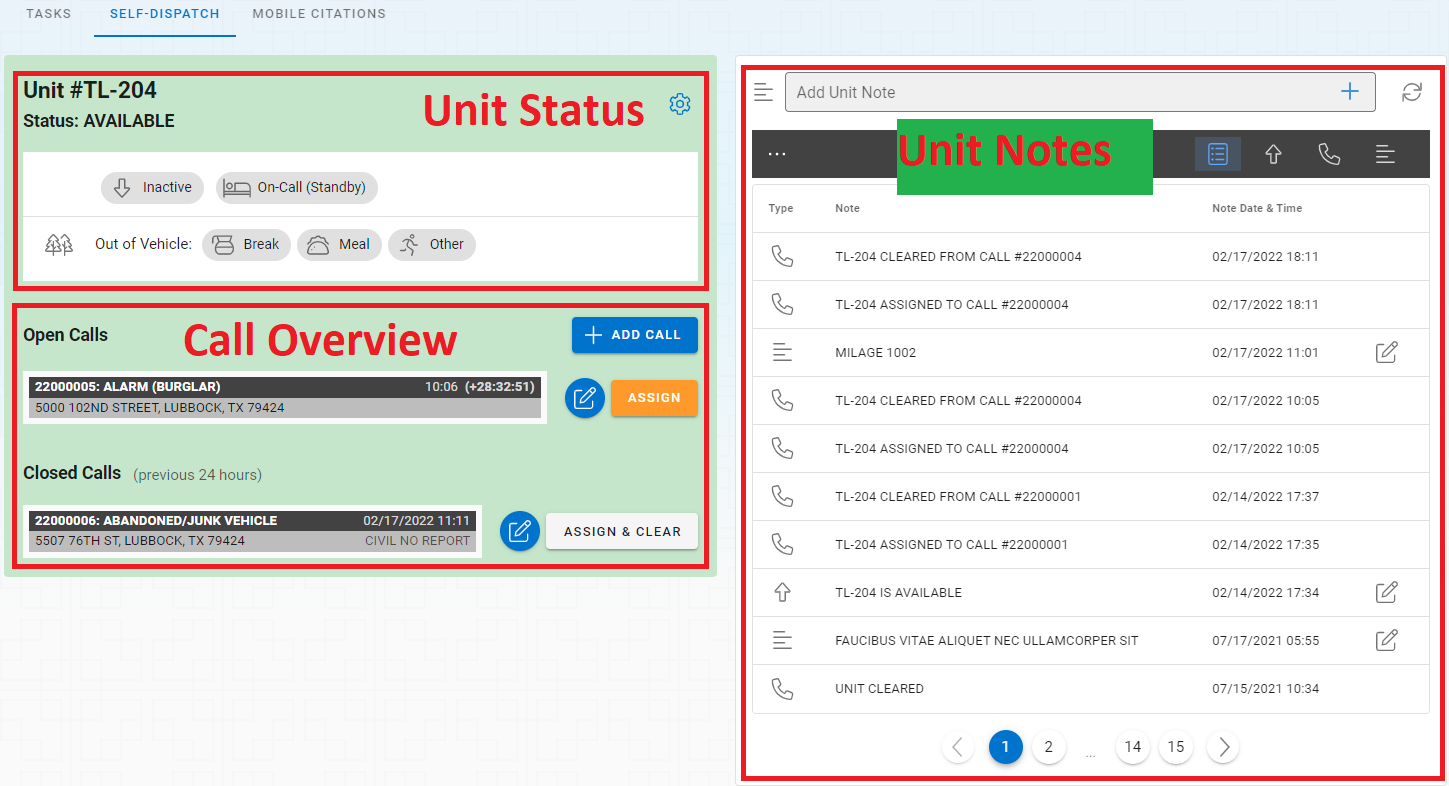 TASKS SELF-DISPATCH MOBILE CITATIONS
Unit #TL-204
Status: AVAILABLE
Unit Status
Inactive On-Call (Standby)
Out of Vehicle: Break Meal Other
Open Calls
Call Overview
ADD CALL
22000005: ALARM (BURGLAR) 10:06 (+28:32:51)
5000 102ND STREET, LUBBOCK, TX 79424
ASSIGN
Closed Calls (previous 24 hours)
22000006: ABANDONED/JUNK VEHICLE 02/17/2022 11:11
5507 76TH ST, LUBBOCK, TX 79424 CIVIL NO REPORT
ASSIGN & CLEAR
Add Unit Note
...
Unit Notes
Type Note Note Date & Time
TL-204 CLEARED FROM CALL #22000004 02/17/2022 18:11
TL-204 ASSIGNED TO CALL #22000004 02/17/2022 18:11
MILAGE 1002 02/17/2022 11:01
TL-204 CLEARED FROM CALL #22000004 02/17/2022 10:05
TL-204 ASSIGNED TO CALL #22000004 02/17/2022 10:05
TL-204 CLEARED FROM CALL #22000001 02/14/2022 17:37
TL-204 ASSIGNED TO CALL #22000001 02/14/2022 17:35
TL-204 IS AVAILABLE 02/14/2022 17:34
FAUCIBUS VITAE ALIQUET NEC ULLAMCORPER SIT 07/17/2021 05:55
UNIT CLEARED 07/15/2021 10:34
1 2 ... 14 15